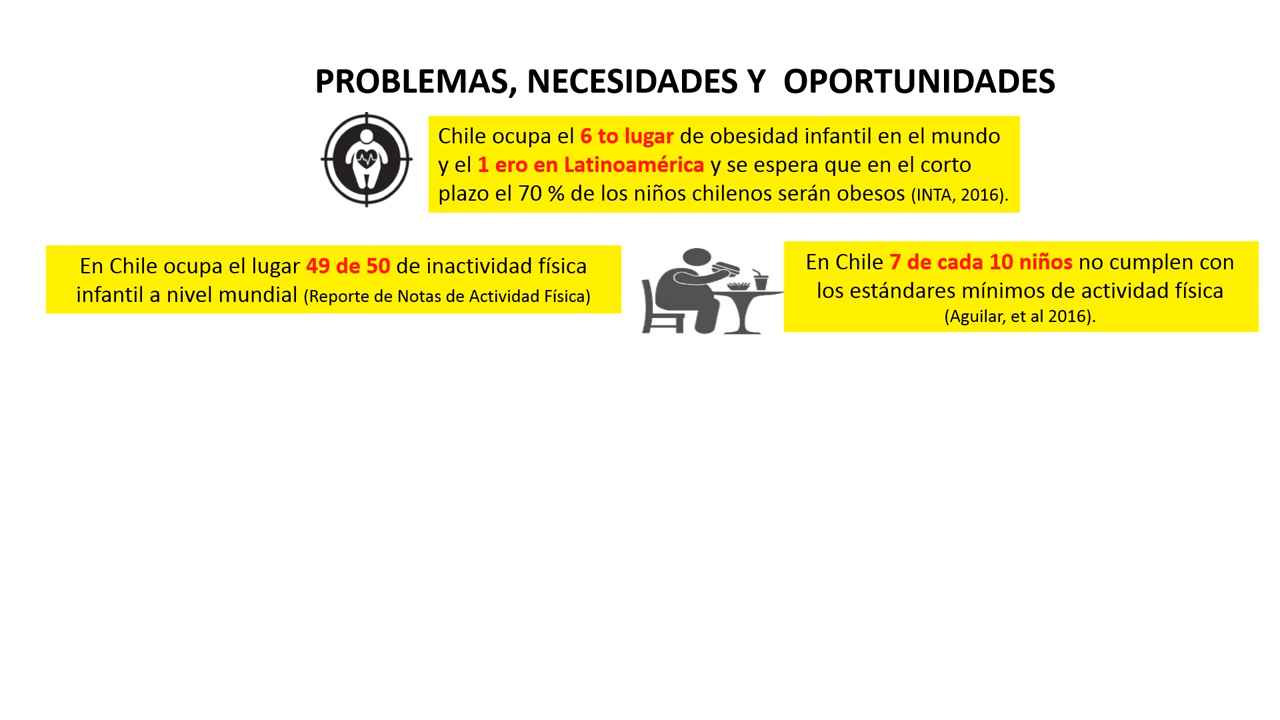 PROBLEMAS, NECESIDADES Y  OPORTUNIDADES
Chile ocupa el 6 to lugar de obesidad infantil en el mundo
y el 1 ero en Latinoamérica y se espera que en el corto
plazo el 70 % de los niños chilenos serán obesos (INTA, 2016).
En Chile ocupa el lugar 49 de 50 de inactividad física
infantil a nivel mundial (Reporte de Notas de Actividad Física)
En Chile 7 de cada 10 niños no cumplen con
los estándares mínimos de actividad física
(Aguilar, et al 2016).